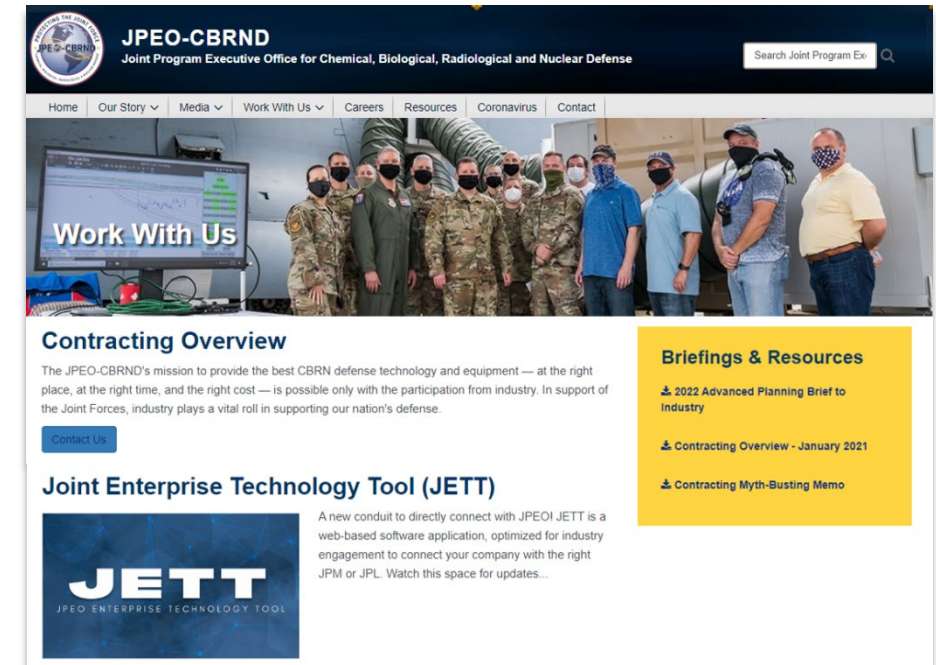 PROTECTING THE JOINT FORCE
JPEO-CBRND
JPEO-CBRND
Joint Program Executive Office for Chemical, Biological, Radiological and Nuclear Defense
Search Joint Program Ex
Home Our Story Media Work With Us Careers Resources Coronavirus Contact
Work With Us
Contracting Overview
The JPEO-CBRND's mission to provide the best CBRN defense technology and equipment — at the right
place, at the right time, and the right cost — is possible only with the participation from industry. In support of
the Joint Forces, industry plays a vital roll in supporting our nation's defense.
Contact Us
Briefings & Resources
2022 Advanced Planning Brief to
Industry
Contracting Overview - January 2021
Contracting Myth-Busting Memo
Joint Enterprise Technology Tool (JETT)
JETT
JPEO ENTERPRISE TECHNOLOGY TOOL
A new conduit to directly connect with JPEO! JETT is a
web-based software application, optimized for industry
engagement to connect your company with the right
JPM or JPL. Watch this space for updates...